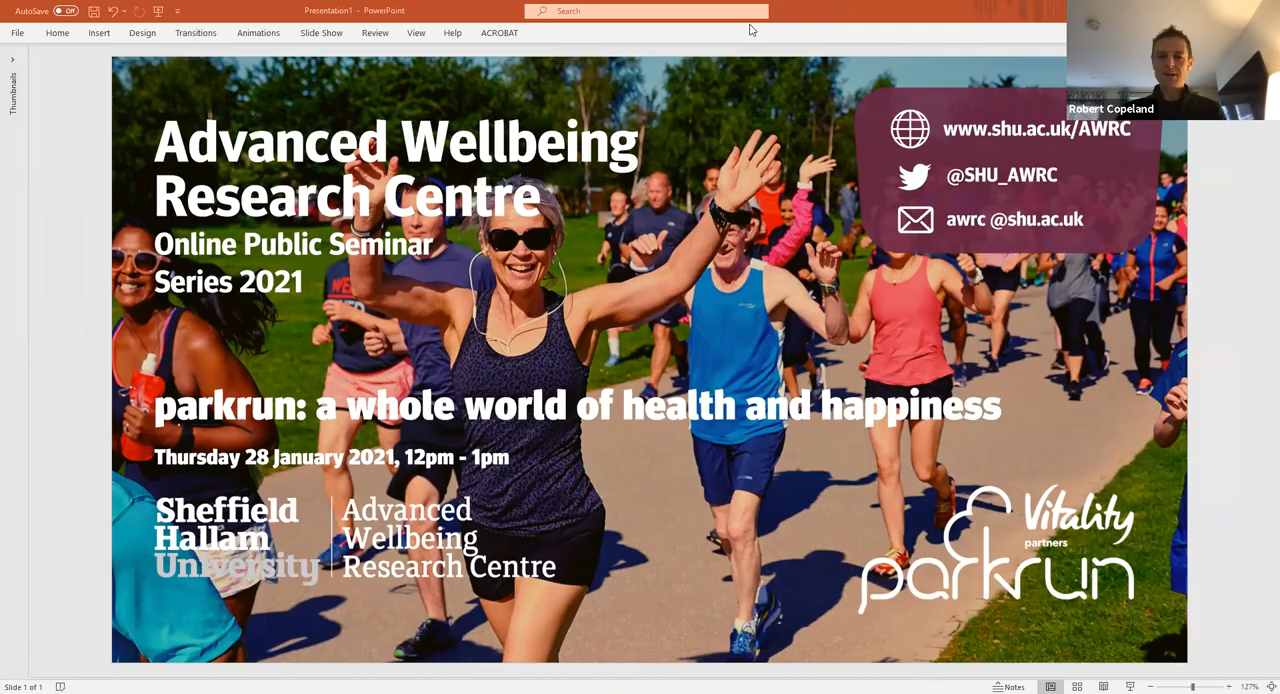 AutoSave Off
Presentation1 - PowerPoint
Search
File Home Insert Design Transitions Animations Slide Show Review View Help ACROBAT
Thumbnails
Robert Copeland
Advanced Wellbeing
Research Centre
Online Public Seminar
Series 2021
www.shu.ac.uk/AWRC
@SHU_AWRC
awrc @shu.ac.uk
parkrun: a whole world of health and happiness
Thursday 28 January 2021, 12pm - 1pm
Sheffield
Hallam
University
Advanced
Wellbeing
Research Centre
Vitality
partners
parkrun
Slide 1 of 1
Notes
127%